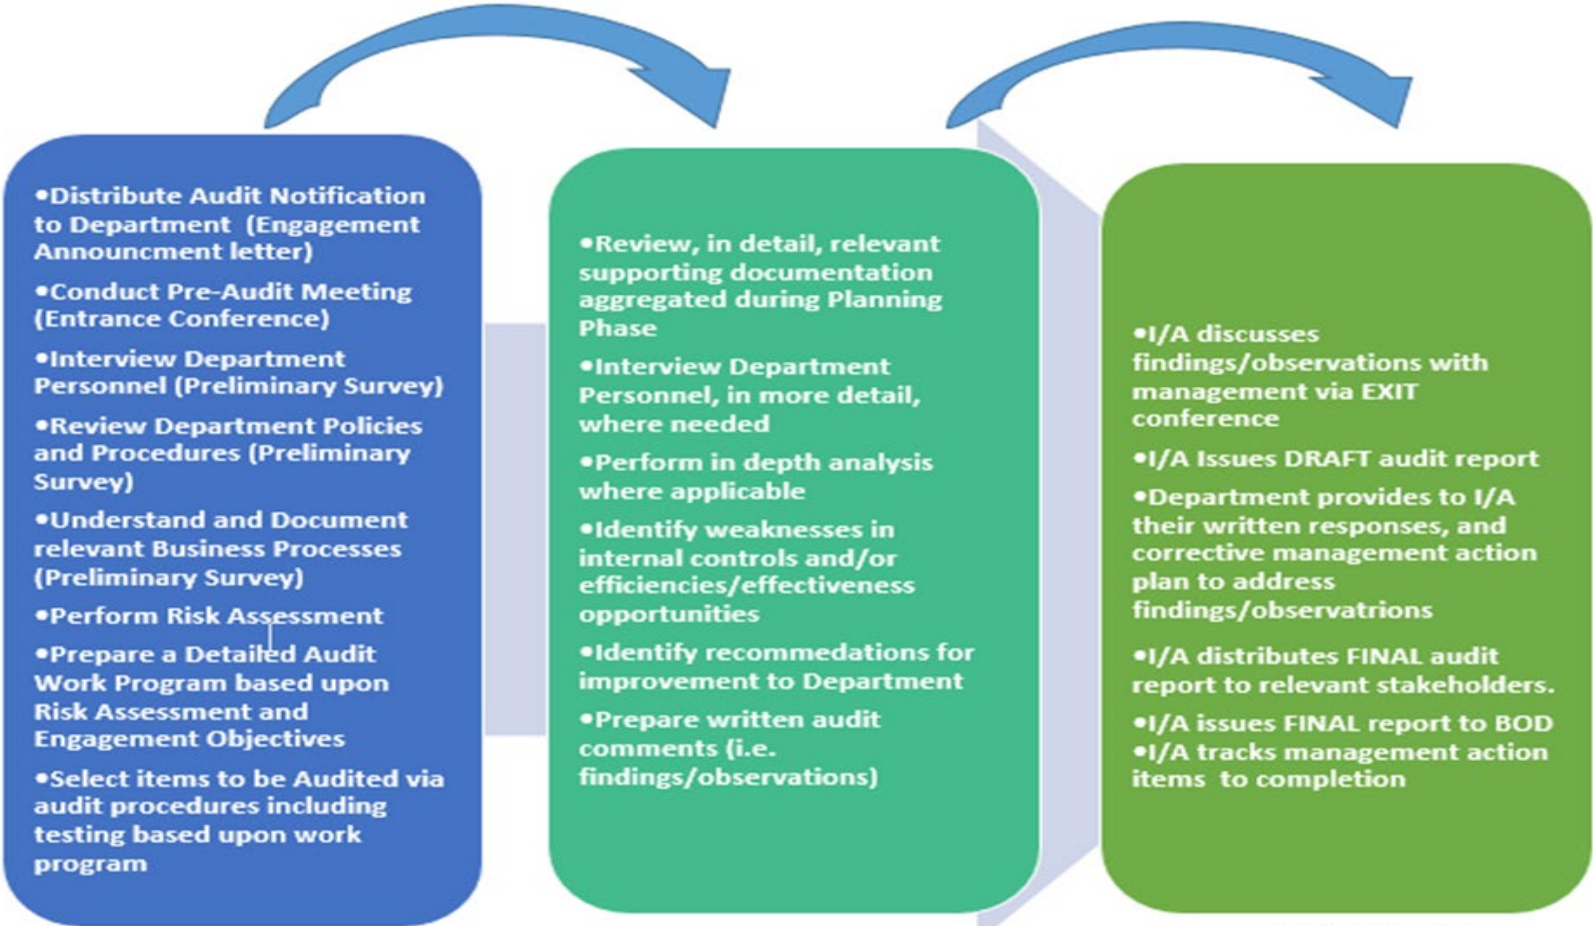 •Distribute Audit Notification
to Department (Engagement
Announcment letter)
•Conduct Pre-Audit Meeting
(Entrance Conference)
•Interview Department
Personnel (Preliminary Survey)
•Review Department Policies
and Procedures (Preliminary
Survey)
•Understand and Document
relevant Business Processes
(Preliminary Survey)
•Perform Risk Assessment
•Prepare a Detailed Audit
Work Program based upon
Risk Assessment and
Engagement Objectives
•Select items to be Audited via
audit procedures including
testing based upon work
program
•Review, in detail, relevant
supporting documentation
aggregated during Planning
Phase
•Interview Department
Personnel, in more detail,
where needed
•Perform in depth analysis
where applicable
•Identify weaknesses in
internal controls and/or
efficiencies/effectiveness
opportunities
•Identify recommedations for
improvement to Department
•Prepare written audit
comments (i.e.
findings/observations)
•I/A discusses
findings/observations with
management via EXIT
conference
•I/A Issues DRAFT audit report
•Department provides to I/A
their written responses, and
corrective management action
plan to address
findings/observatrions
•I/A distributes FINAL audit
report to relevant stakeholders.
•I/A issues FINAL report to BOD
•I/A tracks management action
items to completion